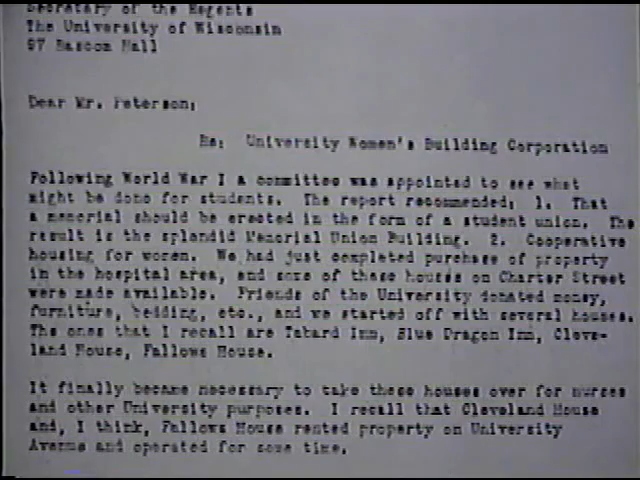 Secretary of the Regents
The University of Wisconsin
97 Bascom Hall
Dear Mr. Peterson:
Re: University Women's Building Corporation
Following World War I a committee was appointed to see what
might be done for students. The report recommended: 1. That
a memorial should be erected in the form of a student union. The
result is the splendid Memorial Union Building. 2. Cooperative
housing for women. We had just completed purchase of property
in the hospital area, and some of these houses on Charter Street
were made available. Friends of the University donated money,
furniture, bedding, etc., and we started off with several houses.
The ones that I recall are Tabard Inn, Blue Dragon Inn, Cleve-
land House, Fallows House.
It finally became necessary to take these houses over for nurses
and other University purposes. I recall that Cleveland House
and, I think, Fallows House rented property on University
Avenue and operated for some time.